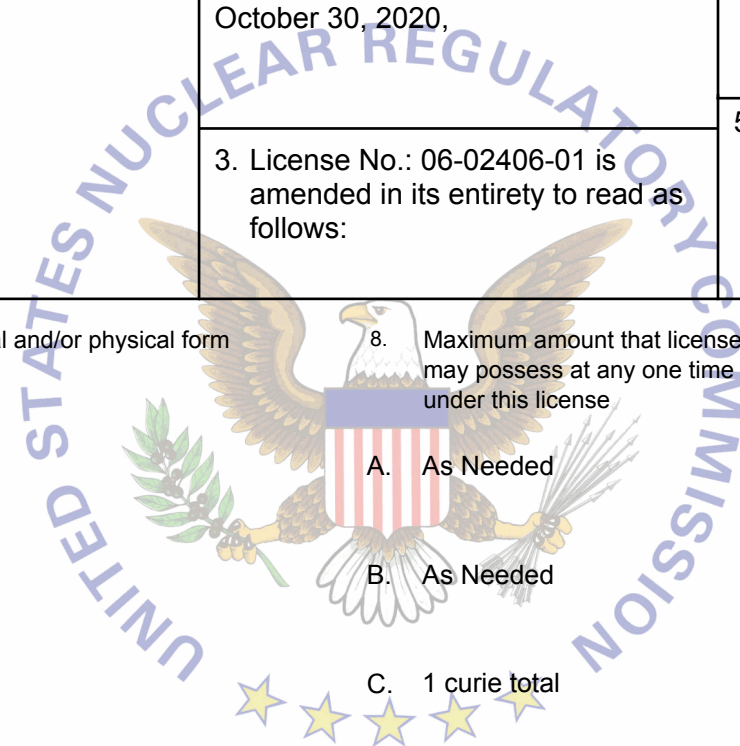 October 30, 2020,
5
3. License No.: 06-02406-01 is
amended in its entirety to read as
follows:
and/or physical form
8. Maximum amount that license
may possess at any one time
under this license
A. As Needed
B. As Needed
C. 1 curie total
UNITED STATES NUCLEAR REGULATORY COMMISSION